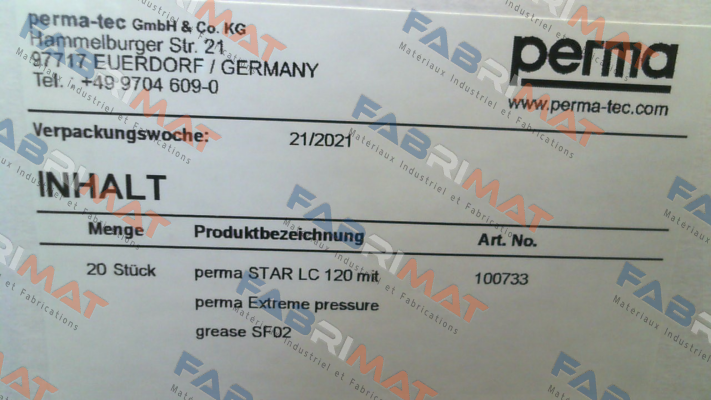 perma-tec GmbH & Co. KG
Hammelburger Str. 21
97717 EUERDORF / GERMANY
Tel.: +49 9704 609-0
perma
www.perma-tec.com
Verpackungswoche: 21/2021
INHALT
Menge Produktbezeichnung Art. No.
20 Stück perma STAR LC 120 mit 100733
perma Extreme pressure
grease SF02
FABRIMAT
Materiaux Industriel et Fabrications